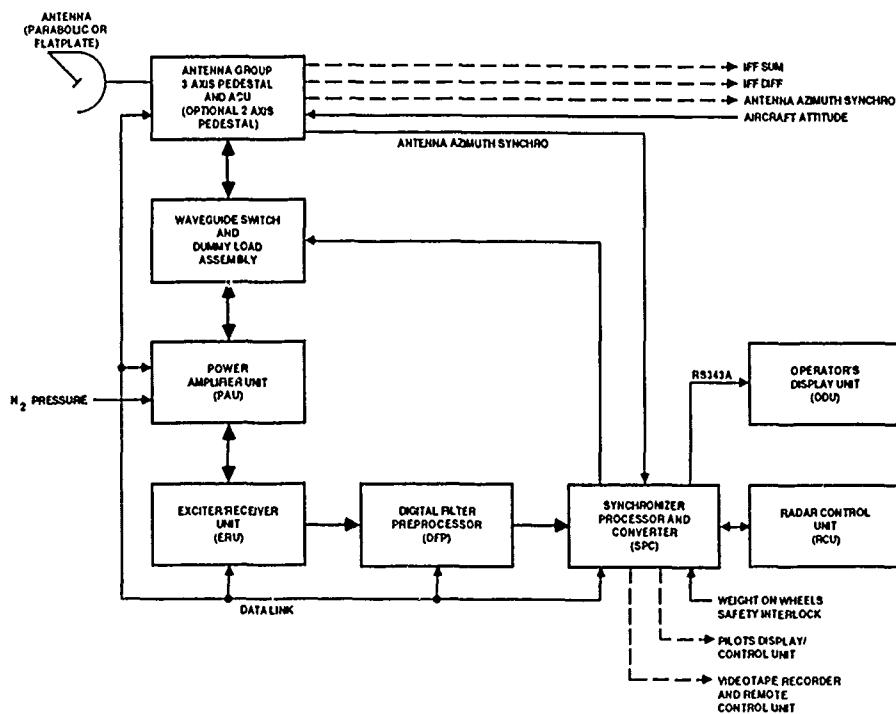 ANTENNA
(PARABOLIC OR
FLATPLATE)
ANTENNA GROUP
3 AXIS PEDESTAL
AND ACU
(OPTIONAL 2 AXIS
PEDESTAL)
IFF SUM
IFF DIFF
ANTENNA AZIMUTH SYNCHRO
AIRCRAFT ATTITUDE
ANTENNA AZIMUTH SYNCHRO
WAVEGUIDE SWITCH
AND
DUMMY LOAD
ASSEMBLY
POWER
AMPLIFIER UNIT
(PAU)
N2 PRESSURE
RS343A
OPERATOR'S
DISPLAY UNIT
(ODU)
EXCITER/RECEIVER
UNIT
(ERU)
DIGITAL FILTER
PREPROCESSOR
(DFP)
SYNCHRONIZER
PROCESSOR AND
CONVERTER
(SPC)
RADAR CONTROL
UNIT
(RCU)
DATA LINK
WEIGHT ON WHEELS
SAFETY INTERLOCK
PILOTS DISPLAY/
CONTROL UNIT
VIDEOTAPE RECORDER
AND REMOTE
CONTROL UNIT